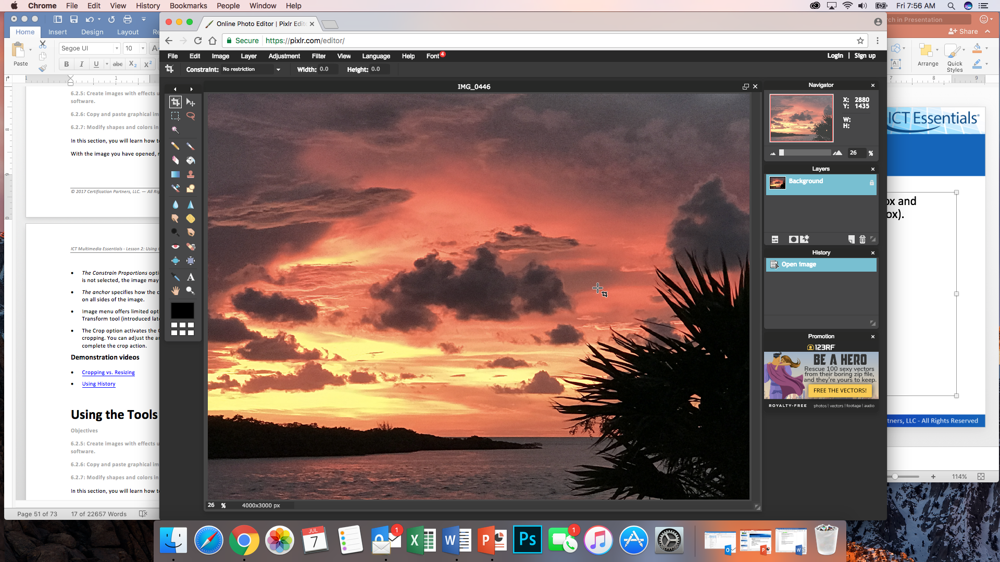 Chrome File Edit View History Bookmarks People Window Help
Fri 7:56 AM
Online Photo Editor | Pixlr Edit
rch in Presentation
Home Insert Design Layout Re
Share
Secure https://pixlr.com/editor/
Paste
Segoe UI 10
B I U abc X2 X2
Arrange Quick Styles
File Edit Image Layer Adjustment Filter View Language Help Font 4
Login | Sign up
Constraint: No restriction Width: 0.0 Height: 0.0
IMG_0446
Navigator
X: 2880
Y: 1435
W:
H:
26 %
Layers
Background
History
Open image
Promotion
123RF
BE A HERO
Rescue 100 sexy vectors
from their boring zip file,
and they're yours to keep.
FREE THE VECTORS!
ROYALTY-FREE photos | vectors | footage | audio
26 % 4000x3000 px
6.2.5: Create images with effects u
software.
6.2.6: Copy and paste graphical im
6.2.7: Modify shapes and colors in
In this section, you will learn how to
With the image you have opened, r
© 2017 Certification Partners, LLC. — All Rig
ICT Multimedia Essentials - Lesson 2: Using G
The Constrain Proportions opti
is not selected, the image may
The anchor specifies how the c
on all sides of the image.
Image menu offers limited opt
Transform tool (introduced late
The Crop option activates the C
cropping. You can adjust the ar
complete the crop action.
Demonstration videos
Cropping vs. Resizing
Using History
Using the Tools
Objectives
6.2.5: Create images with effects u
software.
6.2.6: Copy and paste graphical im
6.2.7: Modify shapes and colors in
In this section, you will learn how to
Page 51 of 73 17 of 22657 Words
7 8 9
ICT Essentials
ox and
ox).
tners, LLC - All Rights Reserved
114%
JUL
7
1
Ps
1